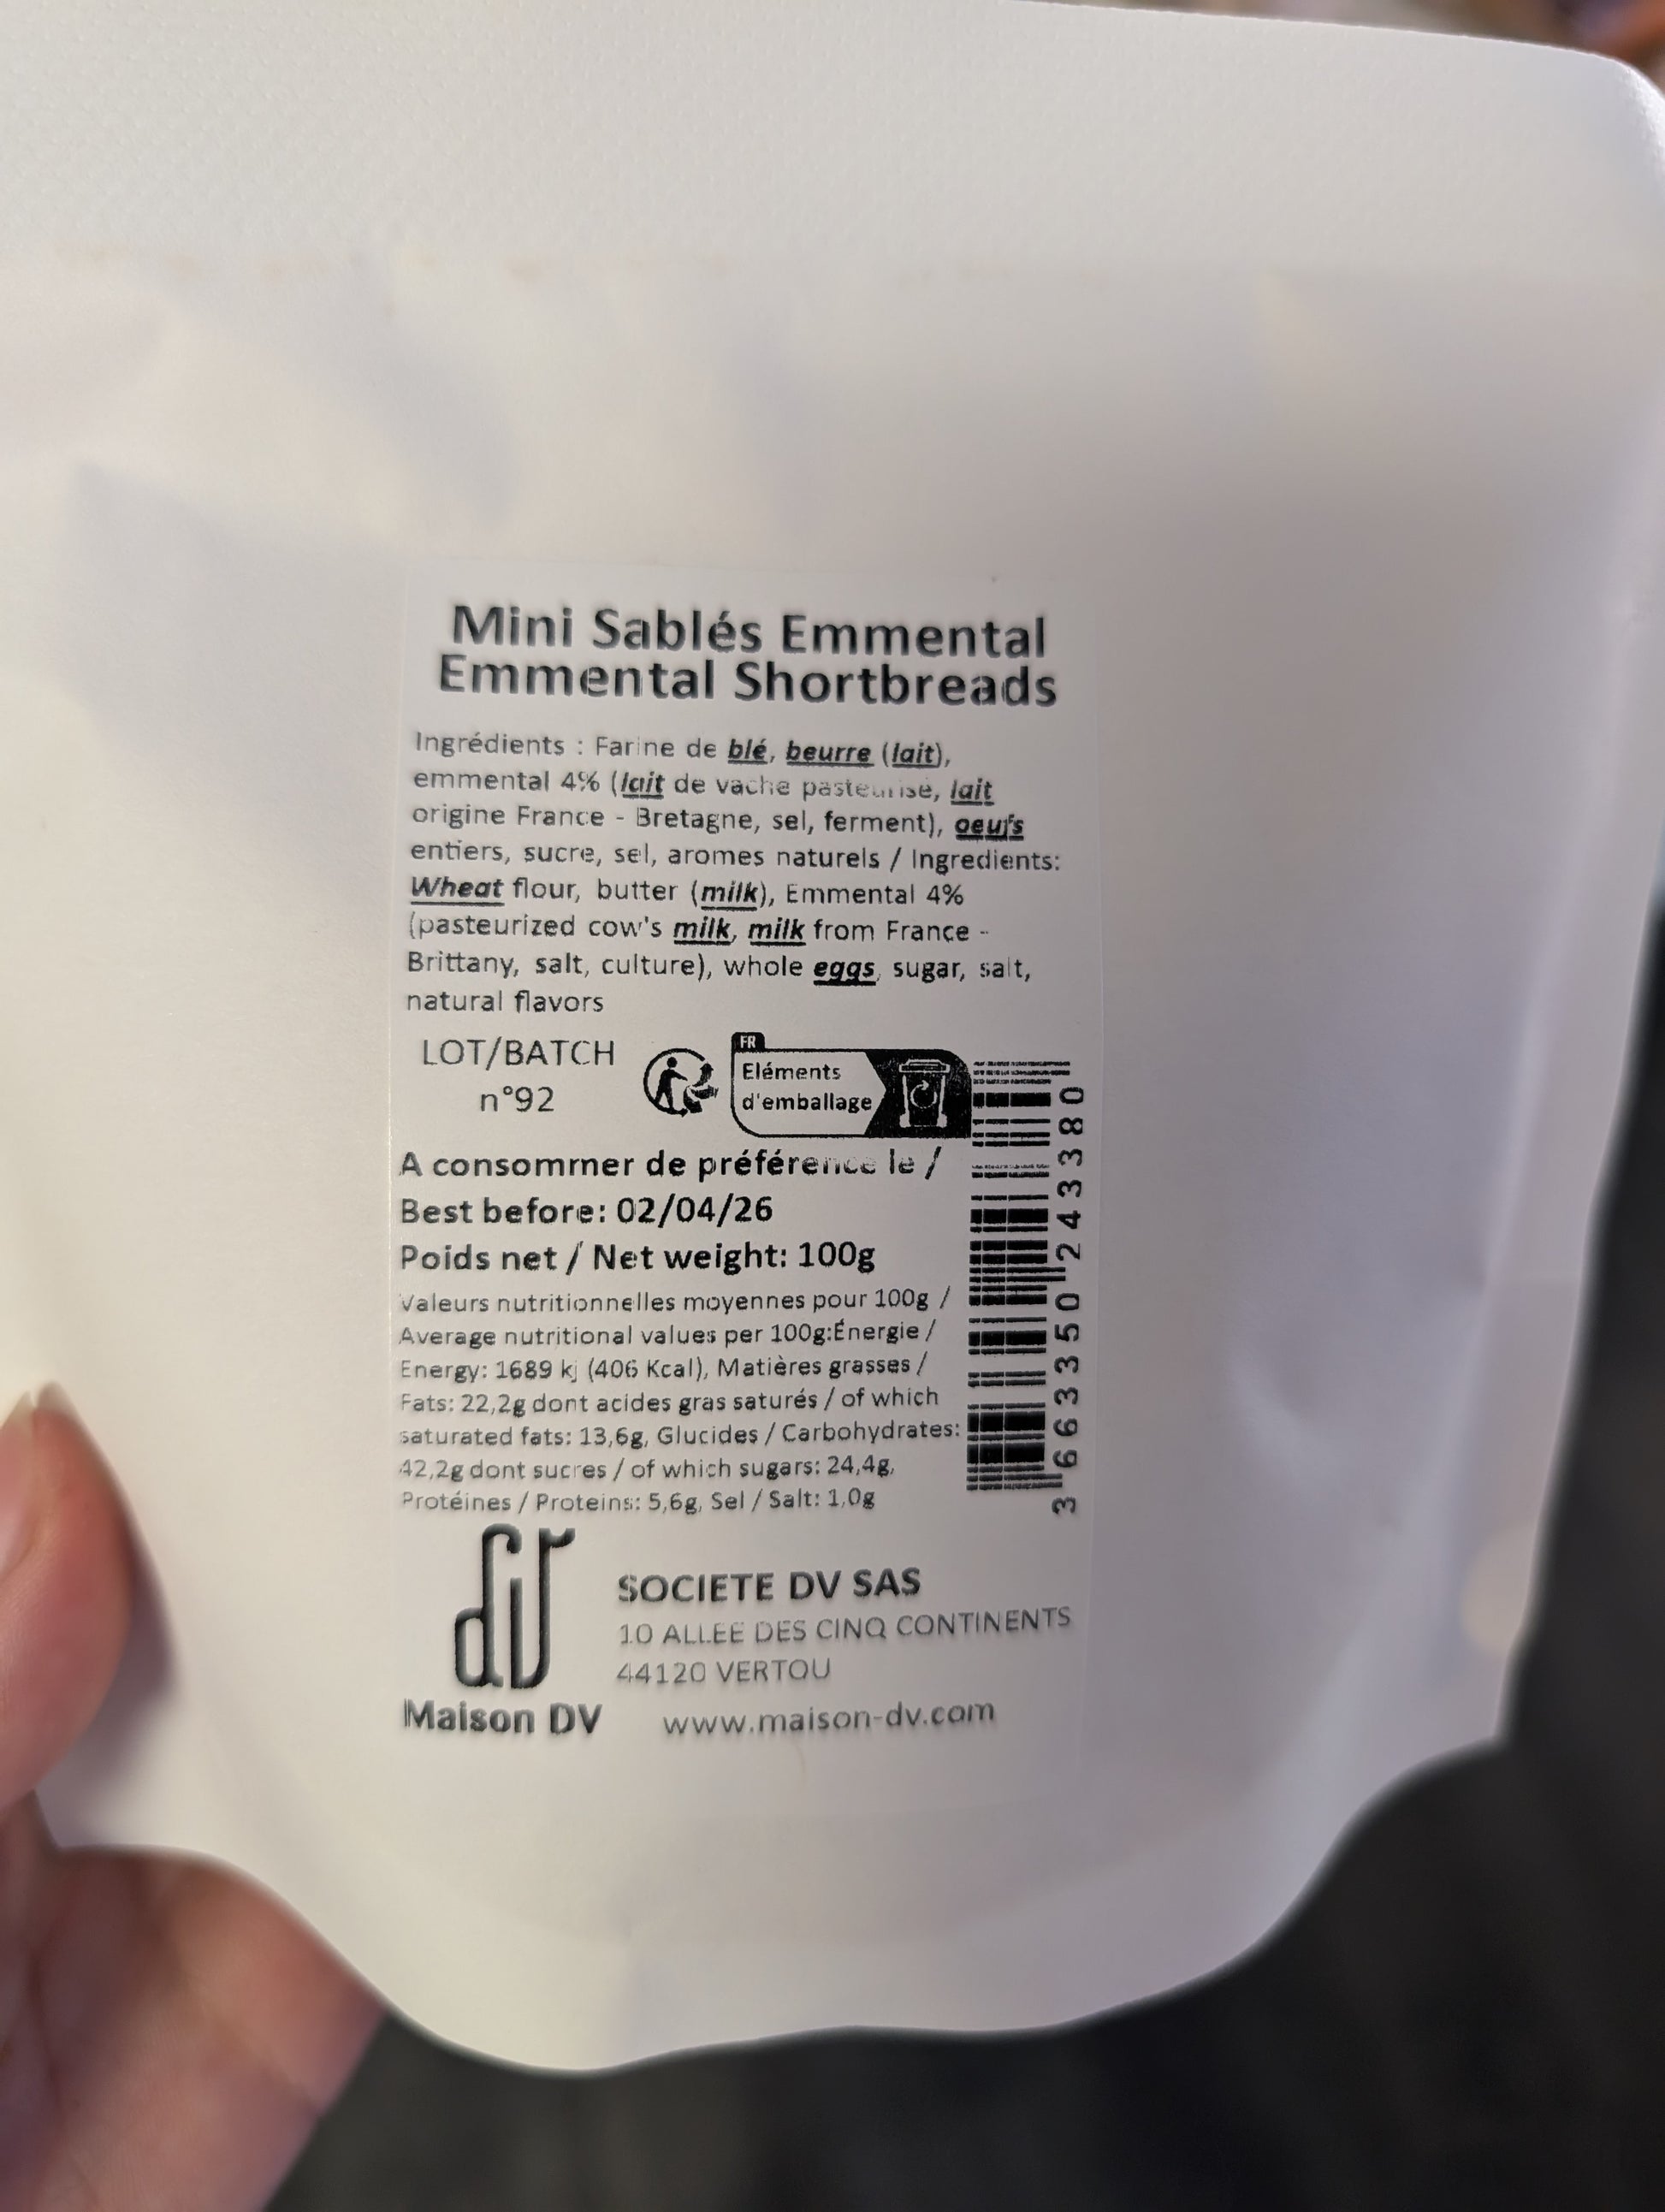 Mini Sablés Emmental
Emmental Shortbreads
Ingrédients : Farine de blé, beurre (lait),
emmental 4% (lait de vache pasteurisé, lait
origine France - Bretagne, sel, ferment), oeufs
entiers, sucre, sel, aromes naturels / Ingredients:
Wheat flour, butter (milk), Emmental 4%
(pasteurized cow's milk, milk from France -
Brittany, salt, culture), whole eggs, sugar, salt,
natural flavors
LOT/BATCH
n°92
FR
Eléments
d'emballage
A consommer de préférence le /
Best before: 02/04/26
Poids net / Net weight: 100g
Valeurs nutritionnelles moyennes pour 100g /
Average nutritional values per 100g:Énergie /
Energy: 1689 kj (406 Kcal), Matières grasses /
Fats: 22,2g dont acides gras saturés / of which
saturated fats: 13,6g, Glucides / Carbohydrates:
42,2g dont sucres / of which sugars: 24,4g,
Protéines / Proteins: 5,6g, Sel / Salt: 1,0g
3 663350 243380
dv
Maison DV
SOCIETE DV SAS
10 ALLEE DES CINQ CONTINENTS
44120 VERTOU
www.maison-dv.com